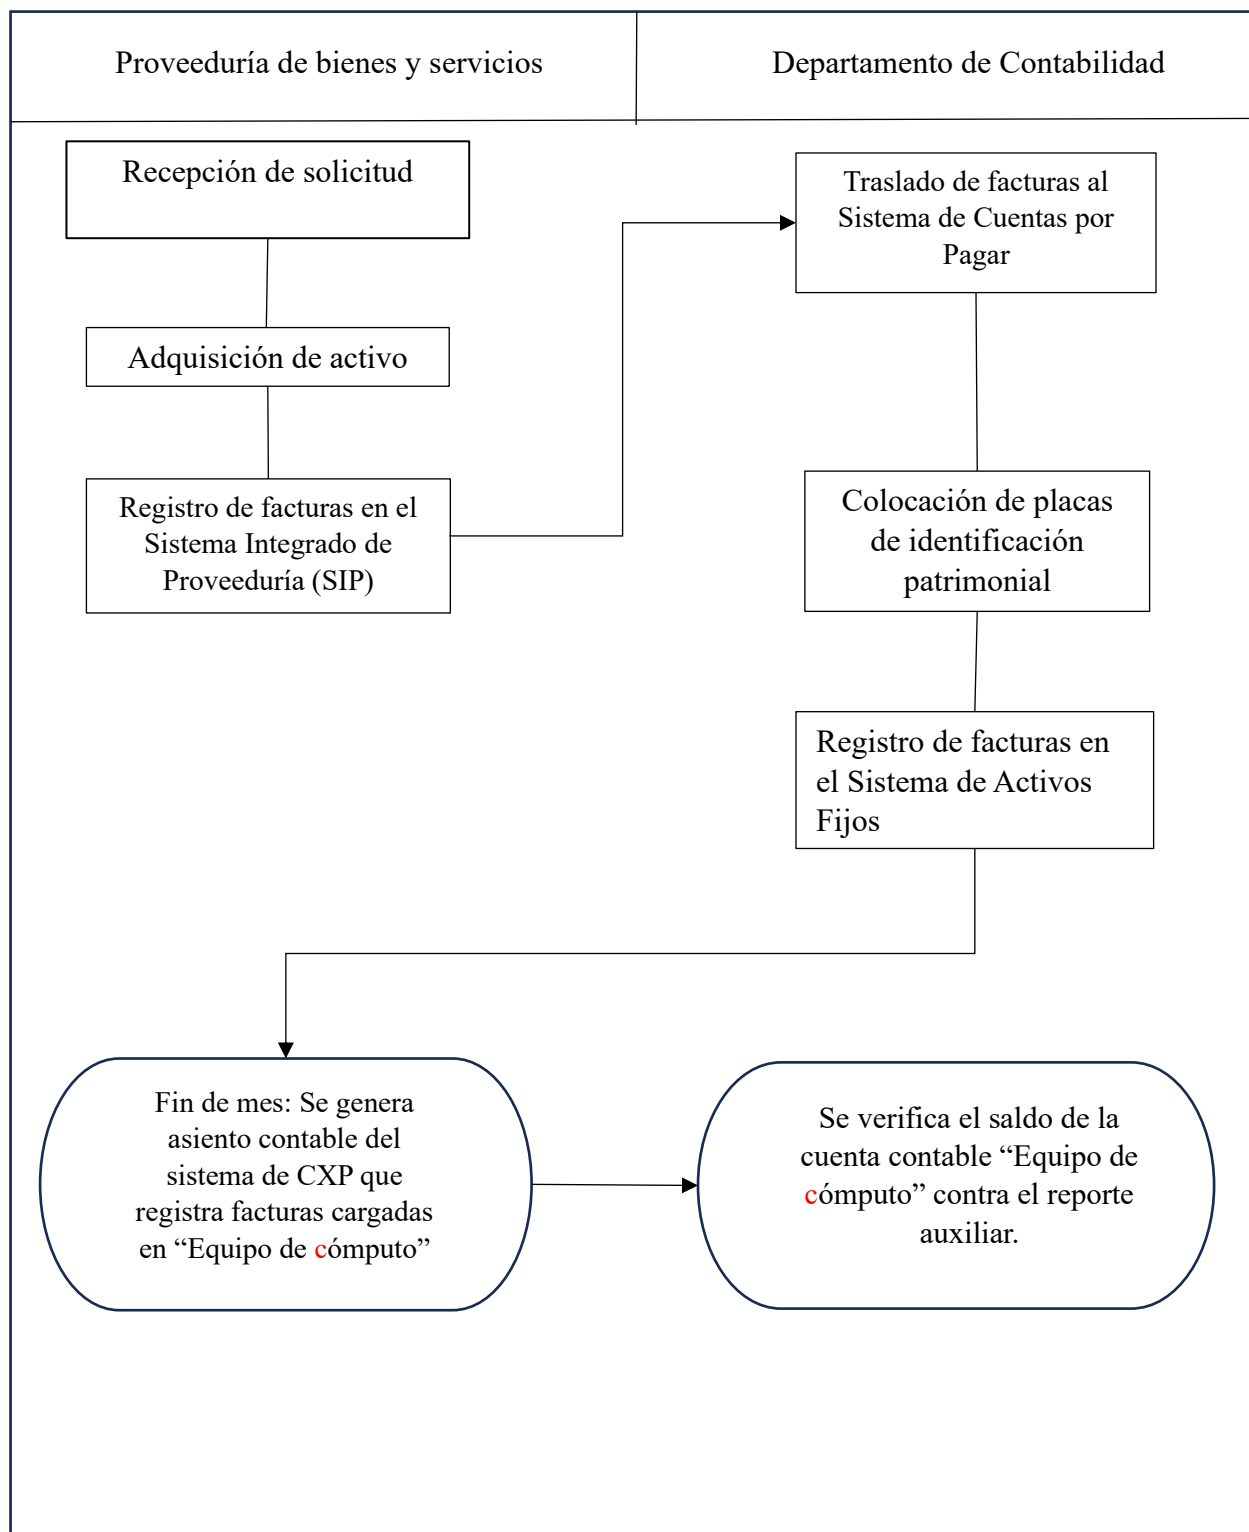 Proveeduría de bienes y servicios
Departamento de Contabilidad
Recepción de solicitud
Adquisición de activo
Registro de facturas en el
Sistema Integrado de
Proveeduría (SIP)
Traslado de facturas al
Sistema de Cuentas por
Pagar
Colocación de placas
de identificación
patrimonial
Registro de facturas en
el Sistema de Activos
Fijos
Fin de mes: Se genera
asiento contable del
sistema de CXP que
registra facturas cargadas
en “Equipo de cómputo”
Se verifica el saldo de la
cuenta contable “Equipo de
cómputo” contra el reporte
auxiliar.